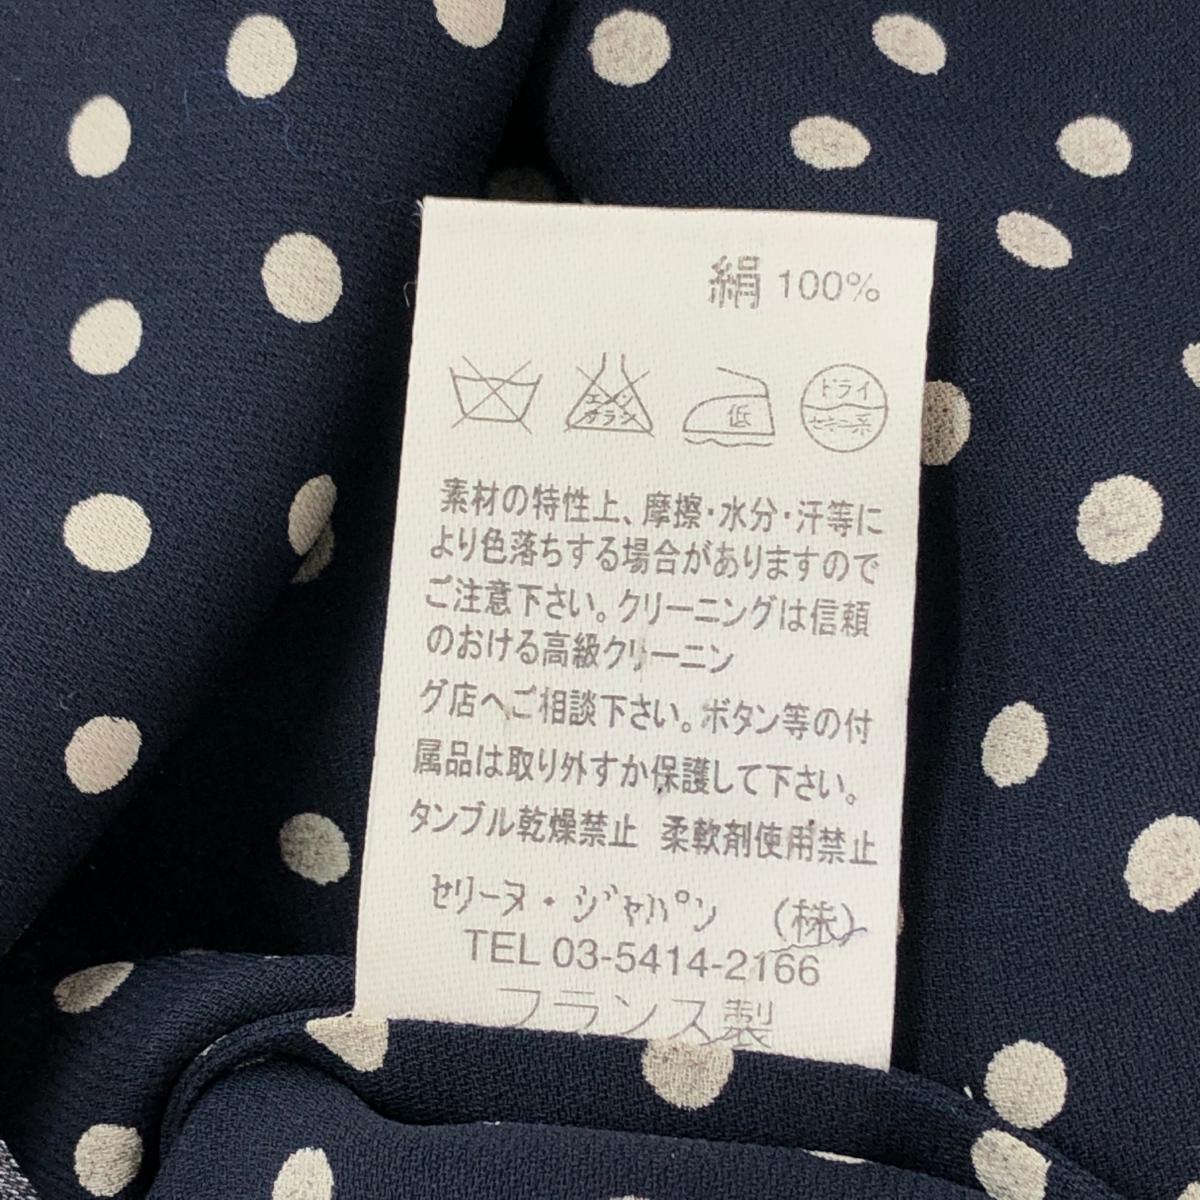 絹 100%
エンソ
サラシ
低
ドライ
セキユ系
素材の特性上、摩擦・水分・汗等に
より色落ちする場合がありますので
ご注意下さい。クリーニングは信頼
のおける高級クリーニン
グ店へご相談下さい。ボタン等の付
属品は取り外すか保護して下さい。
タンブル乾燥禁止 柔軟剤使用禁止
セリーヌ・ジャパン (株)
TEL 03-5414-2166
フランス製